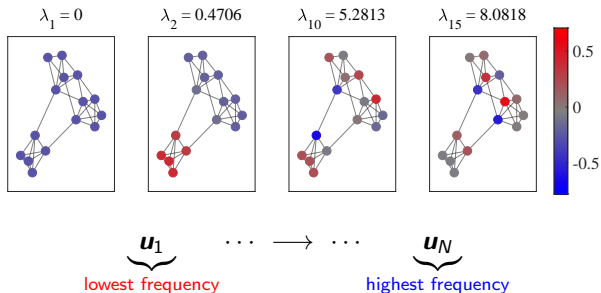 λ₁ = 0 λ₂ = 0.4706 λ₁₀ = 5.2813 λ₁₅ = 8.0818
0.5
0
-0.5
u₁ ··· → ··· u_N
lowest frequency highest frequency